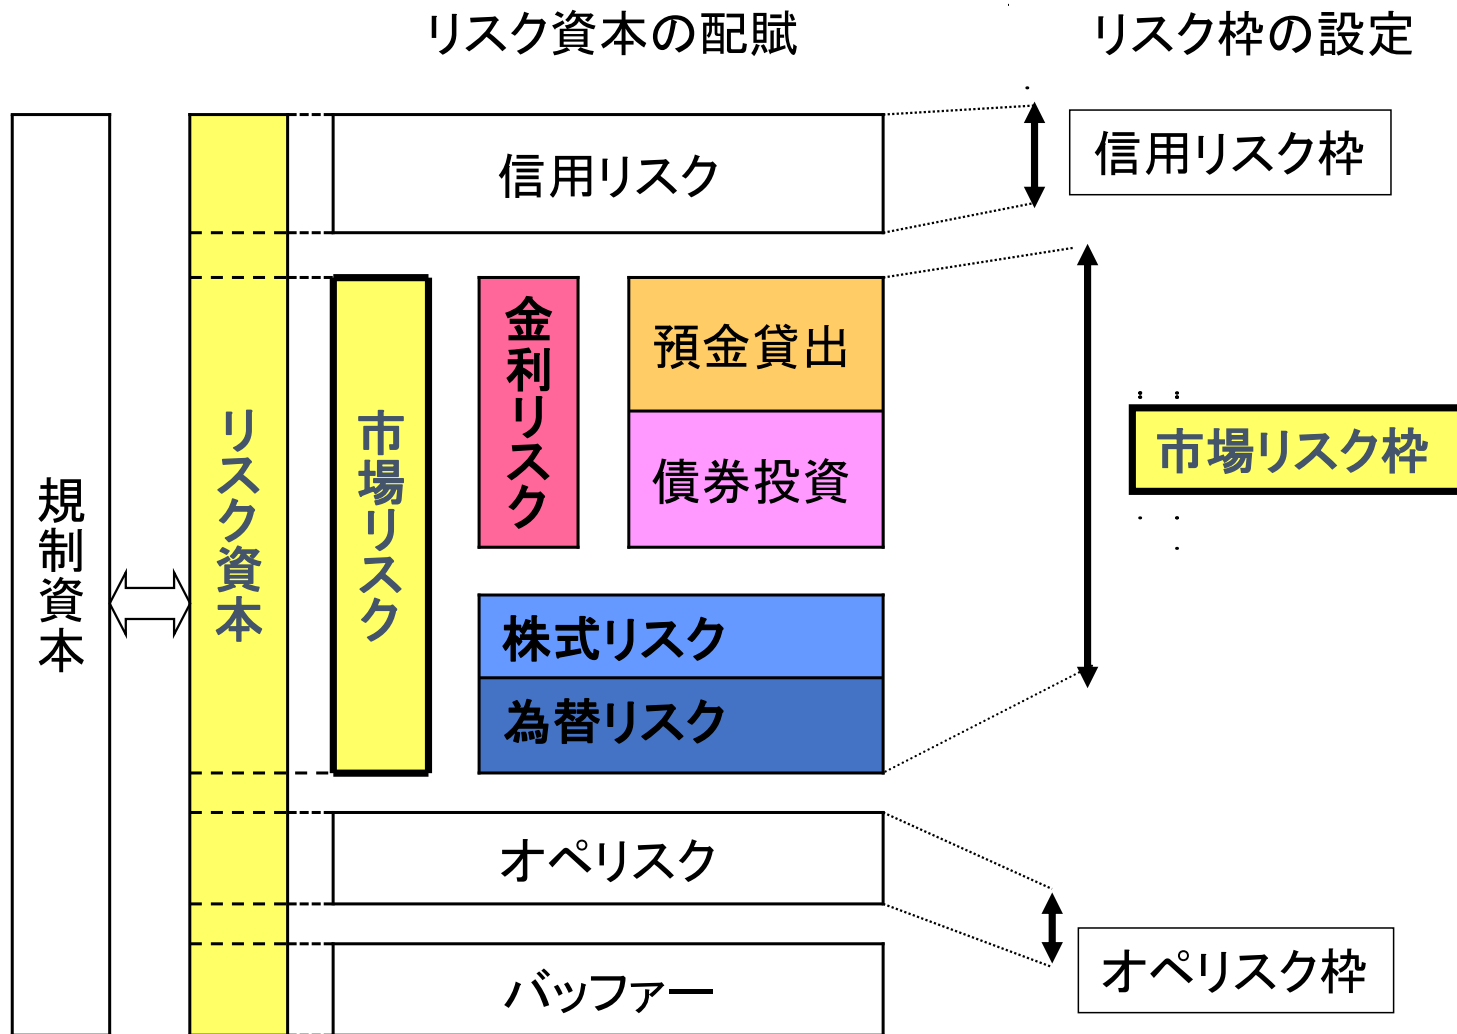 リスク資本の配賦
リスク枠の設定
規制資本
リスク資本
信用リスク
信用リスク枠
市場リスク
金利リスク
預金貸出
債券投資
市場リスク枠
株式リスク
為替リスク
オペリスク
オペリスク枠
バッファー